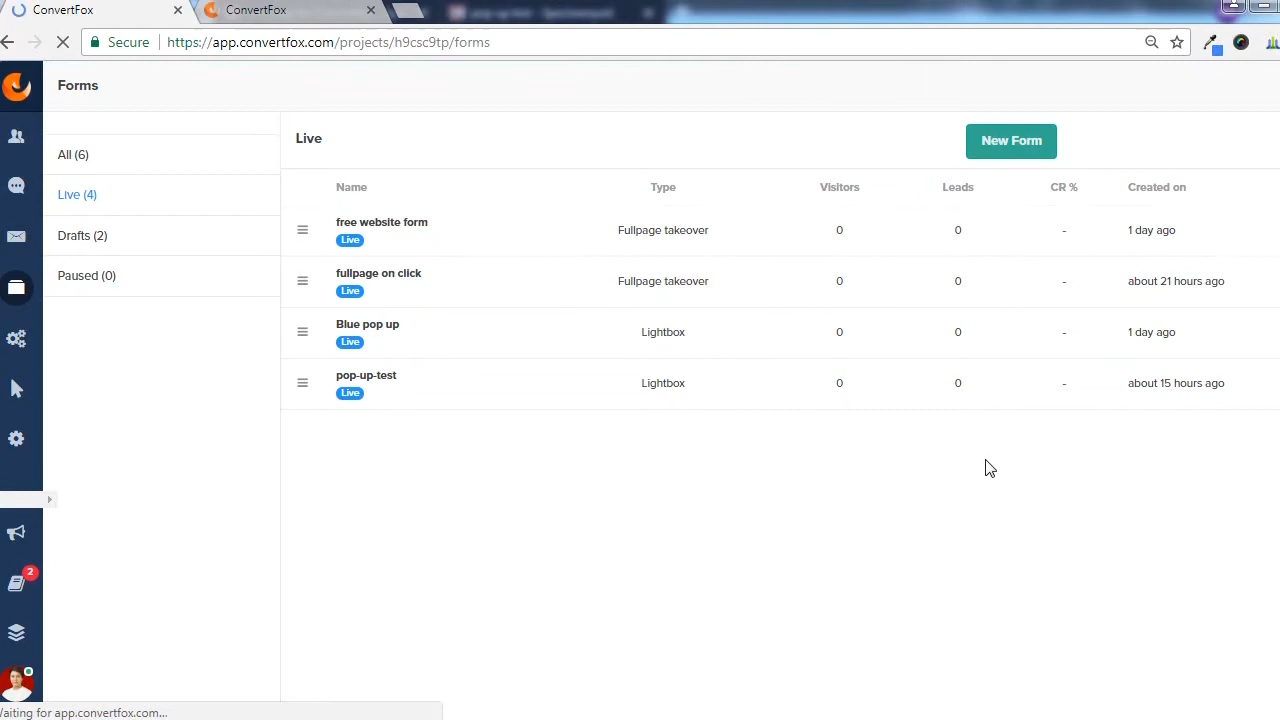 ConvertFox
ConvertFox
Secure
https://app.convertfox.com/projects/h9csc9tp/forms
Forms
All (6)
Live (4)
Drafts (2)
Paused (0)
Live
New Form
Name Type Visitors Leads CR % Created on
free website form
Live
Fullpage takeover 0 0 - 1 day ago
fullpage on click
Live
Fullpage takeover 0 0 - about 21 hours ago
Blue pop up
Live
Lightbox 0 0 - 1 day ago
pop-up-test
Live
Lightbox 0 0 - about 15 hours ago
2
Waiting for app.convertfox.com...